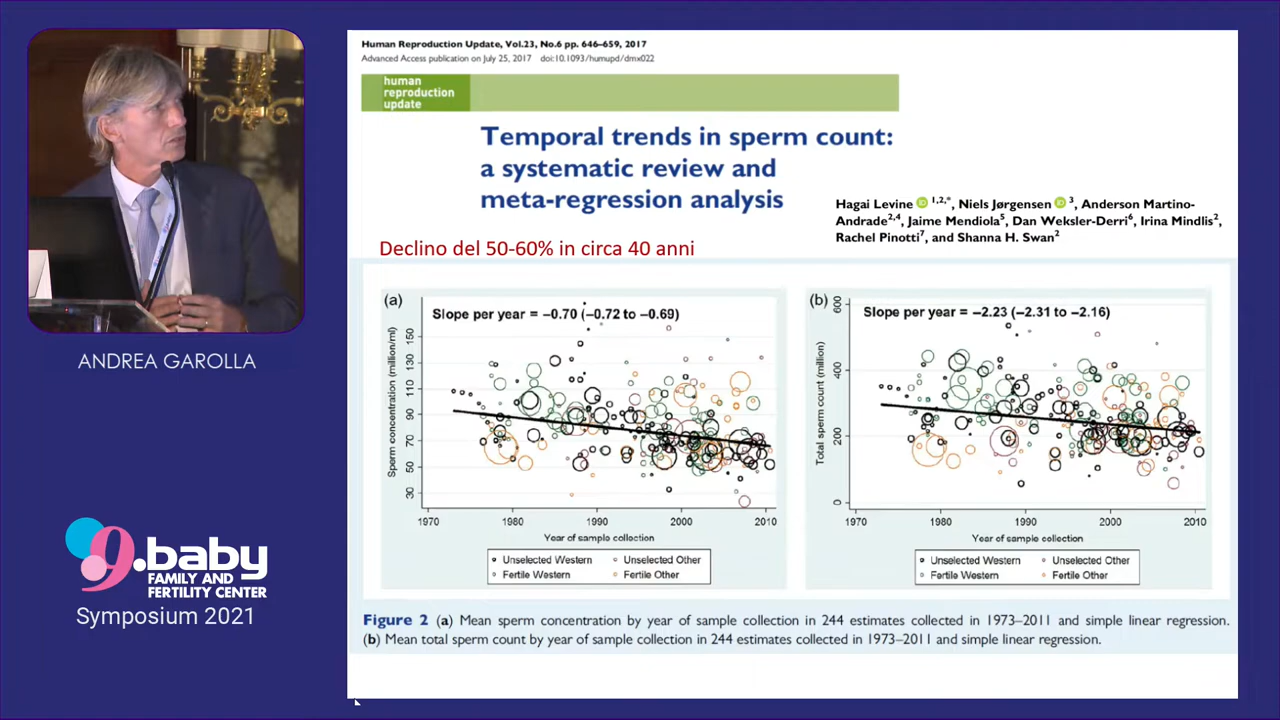 Human Reproduction Update, Vol.23, No.6 pp. 646–659, 2017
Advanced Access publication on July 25, 2017 doi:10.1093/humupd/dmx022
human
reproduction
update
Temporal trends in sperm count:
a systematic review and
meta-regression analysis
Hagai Levine 1,2,*, Niels Jørgensen 3, Anderson Martino-
Andrade2,4, Jaime Mendiola5, Dan Weksler-Derri6, Irina Mindlis2,
Rachel Pinotti7, and Shanna H. Swan2
Declino del 50-60% in circa 40 anni
(a)
Slope per year = −0.70 (−0.72 to −0.69)
Sperm concentration (million/ml)
150
130
110
90
70
50
30
1970 1980 1990 2000 2010
Year of sample collection
Unselected Western Unselected Other
Fertile Western Fertile Other
(b)
Slope per year = −2.23 (−2.31 to −2.16)
Total sperm count (million)
600
400
200
0
1970 1980 1990 2000 2010
Year of sample collection
Unselected Western Unselected Other
Fertile Western Fertile Other
Figure 2 (a) Mean sperm concentration by year of sample collection in 244 estimates collected in 1973–2011 and simple linear regression.
(b) Mean total sperm count by year of sample collection in 244 estimates collected in 1973–2011 and simple linear regression.
ANDREA GAROLLA
9.baby
FAMILY AND
FERTILITY CENTER
Symposium 2021